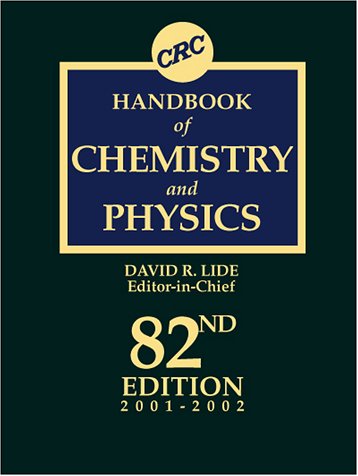 CRC
HANDBOOK
of
CHEMISTRY
and
PHYSICS
DAVID R. LIDE
Editor-in-Chief
82ND
EDITION
2001-2002